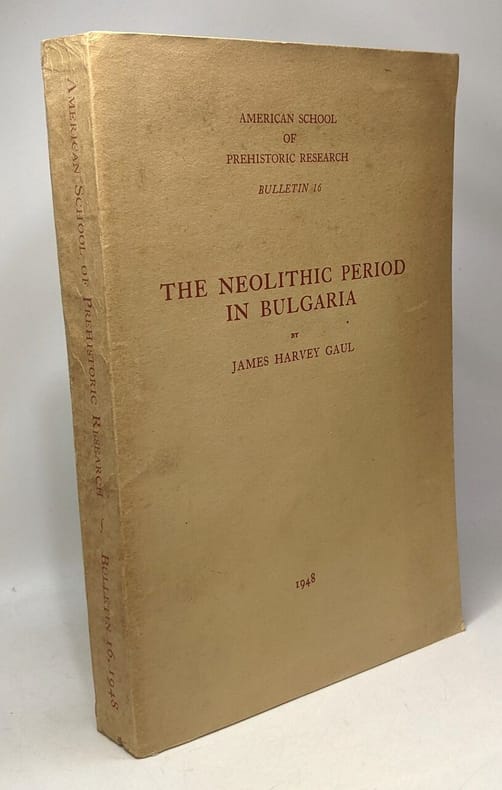 AMERICAN SCHOOL
OF
PREHISTORIC RESEARCH
BULLETIN 16
THE NEOLITHIC PERIOD
IN BULGARIA
BY
JAMES HARVEY GAUL
1948
AMERICAN SCHOOL OF PREHISTORIC RESEARCH – BULLETIN 16, 1948